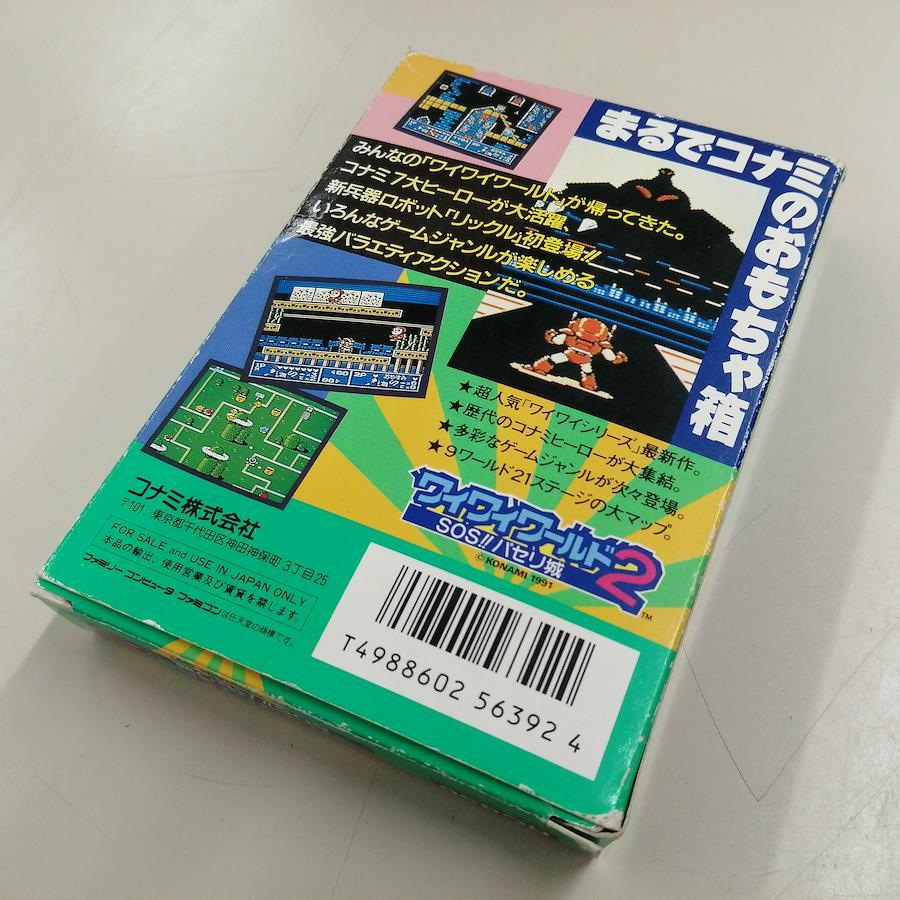 まるでコナミのおもちゃ箱
みんなの「ワイワイワールド」が帰ってきた。
コナミ7大ヒーローが大活躍、
新兵器ロボット「リックル」初登場!!
いろんなゲームジャンルが楽しめる
最強バラエティアクションだ。
★超人気「ワイワイシリーズ」最新作。
★歴代のコナミヒーローが大集結。
★多彩なゲームジャンルが次々登場。
★9ワールド21ステージの大マップ。
ワイワイワールド2
SOS!!パセリ城
© KONAMI 1991
TM
コナミ株式会社
〒101 東京都千代田区神田神保町3丁目25
FOR SALE and USE IN JAPAN ONLY
本品の輸出、使用営業及び賃貸を禁します。
ファミリーコンピュータ・ファミコンは任天堂の商標です。
T4988602 56392 4